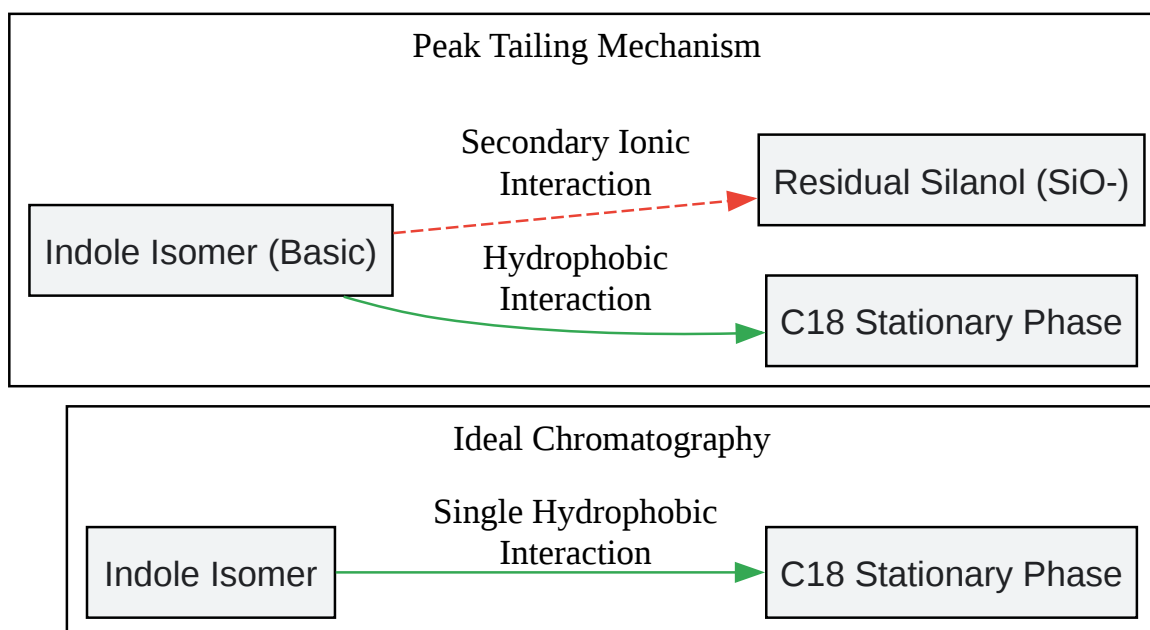 Peak Tailing Mechanism
Secondary Ionic
Interaction
Residual Silanol (SiO-)
Indole Isomer (Basic)
Hydrophobic
Interaction
C18 Stationary Phase
Ideal Chromatography
Single Hydrophobic
Interaction
Indole Isomer
C18 Stationary Phase